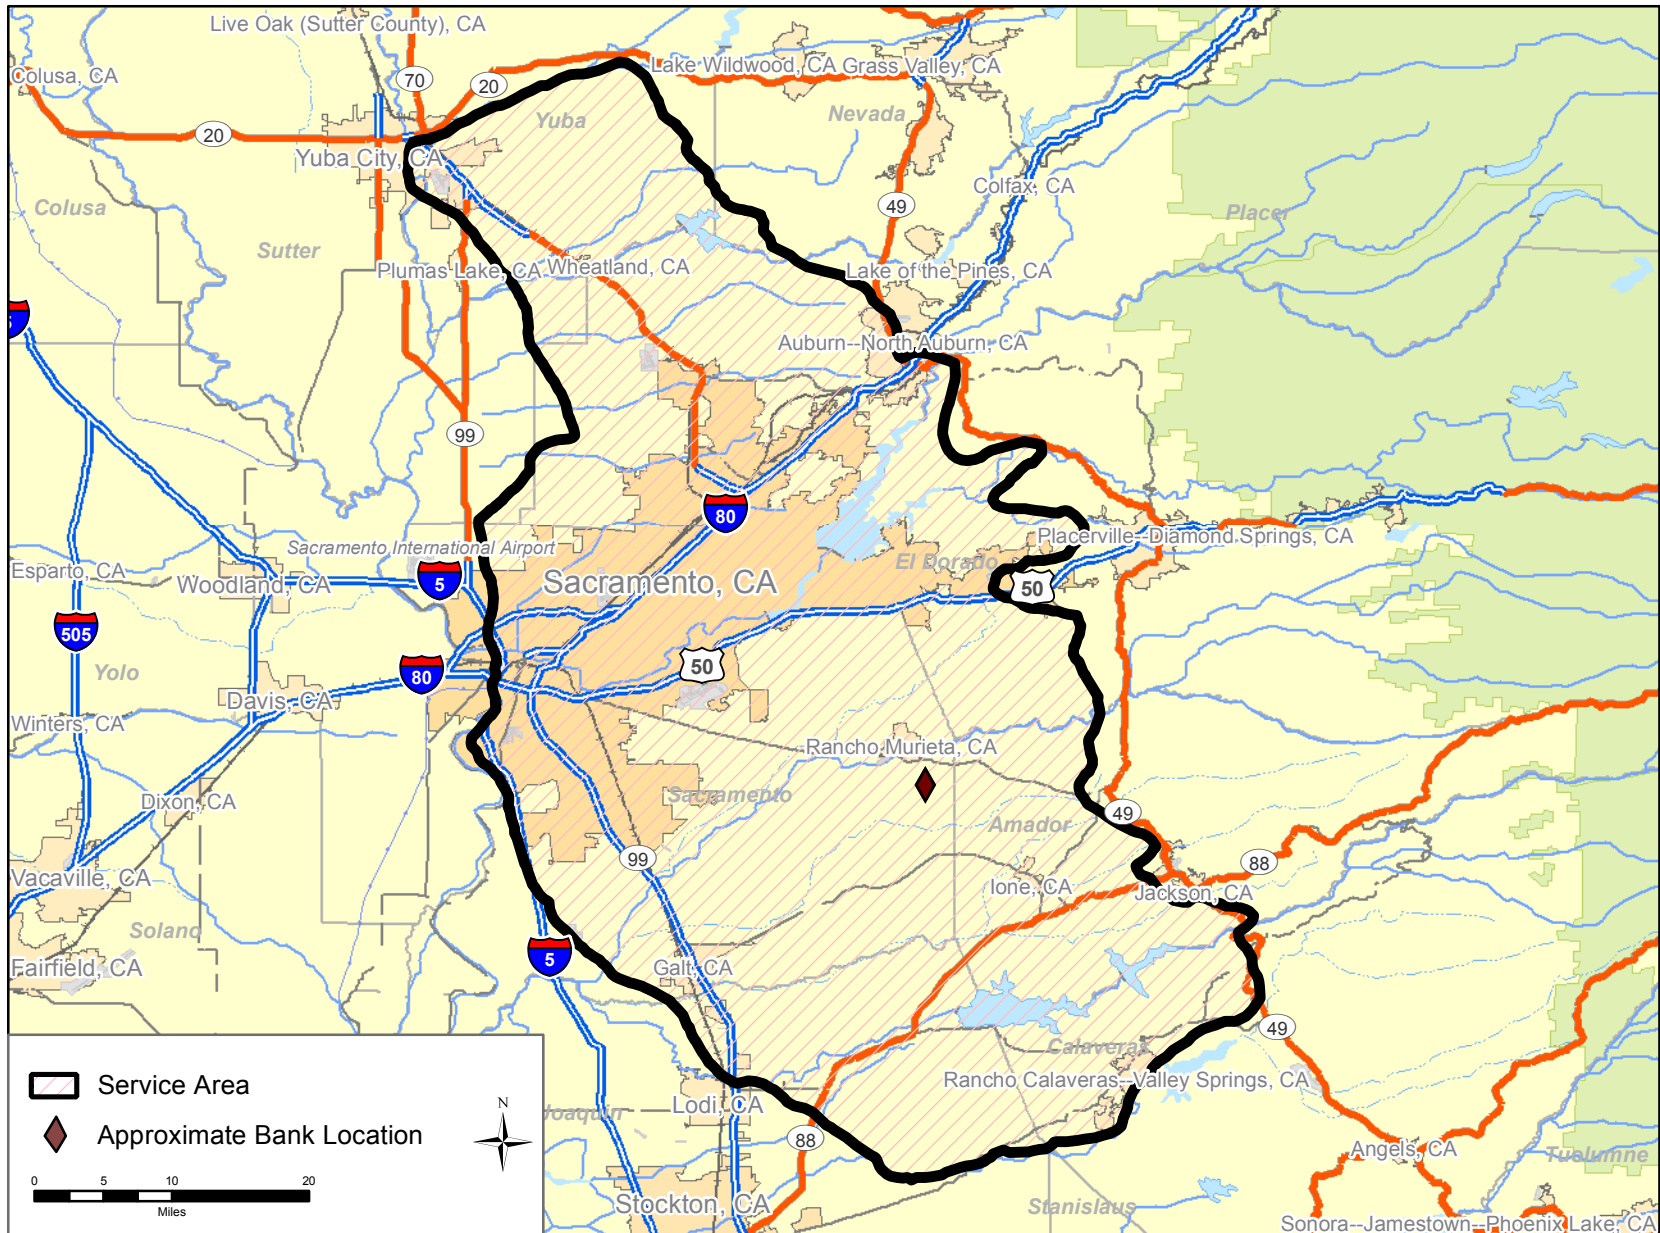 Live Oak (Sutter County), CA
Colusa, CA
70
20
Lake Wildwood, CA
Grass Valley, CA
20
Yuba
Nevada
Yuba City, CA
Colfax, CA
Colusa
49
Placer
Sutter
Plumas Lake, CA
Wheatland, CA
Lake of the Pines, CA
5
Auburn--North Auburn, CA
99
80
Sacramento International Airport
Placerville--Diamond Springs, CA
Esparto, CA
Woodland, CA
5
Sacramento, CA
El Dorado
50
505
Yolo
80
50
Winters, CA
Davis, CA
Rancho Murieta, CA
Dixon, CA
Sacramento
49
Amador
99
88
Vacaville, CA
Ione, CA
Jackson, CA
Solano
5
Fairfield, CA
Galt, CA
49
Calaveras
Rancho Calaveras--Valley Springs, CA
Service Area
N
Lodi, CA
Joaquin
Approximate Bank Location
88
Angels, CA
Tuolumne
0 5 10 20
Miles
Stockton, CA
Stanislaus
Sonora--Jamestown--Phoenix Lake, CA